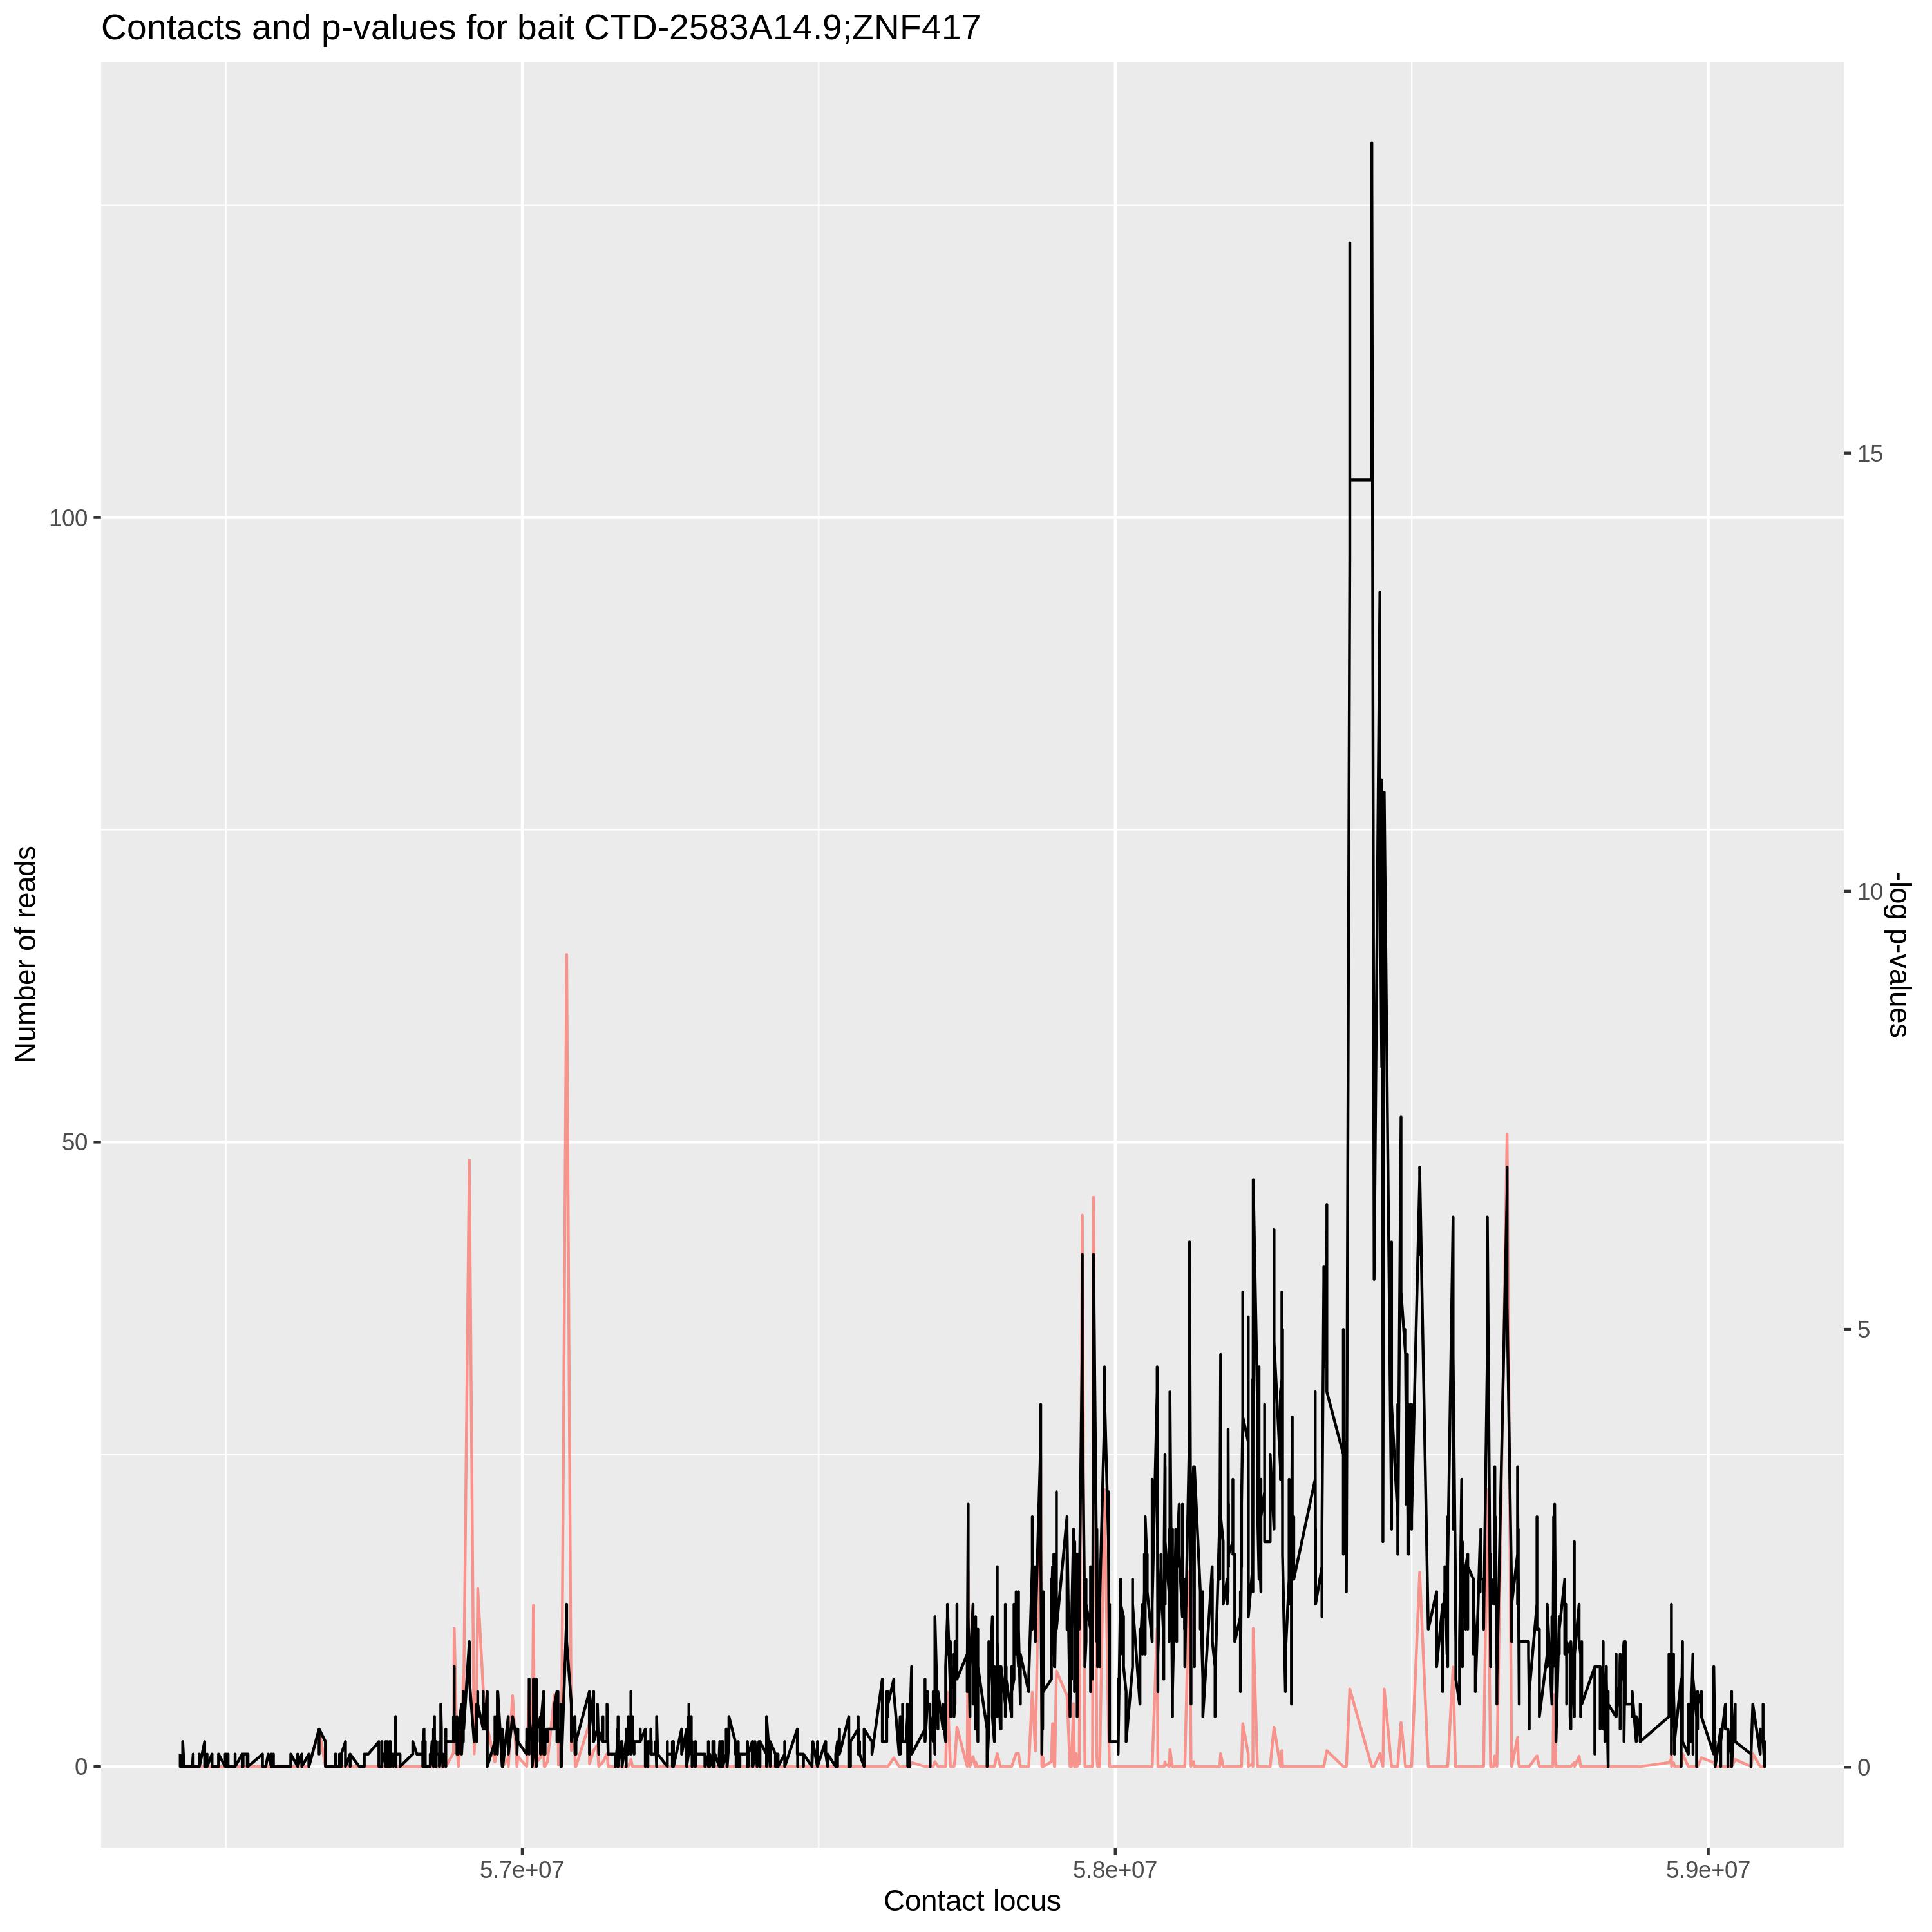 Contacts and p-values for bait CTD-2583A14.9;ZNF417
Number of reads
100
50
0
15
10
5
0
-log p-values
5.7e+07
5.8e+07
5.9e+07
Contact locus